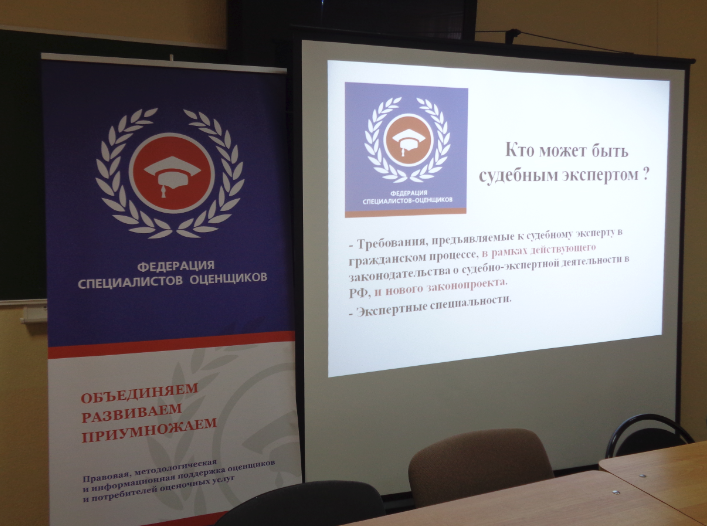 ФЕДЕРАЦИЯ
СПЕЦИАЛИСТОВ ОЦЕНЩИКОВ
ОБЪЕДИНЯЕМ
РАЗВИВАЕМ
ПРИУМНОЖАЕМ
Правовая, методологическая
и информационная поддержка оценщиков
и потребителей оценочных услуг
ФЕДЕРАЦИЯ
СПЕЦИАЛИСТОВ-ОЦЕНЩИКОВ
Кто может быть
судебным экспертом ?
- Требования, предъявляемые к судебному эксперту в
гражданском процессе, в рамках действующего
законодательства о судебно-экспертной деятельности в
РФ, и нового законопроекта.
- Экспертные специальности.